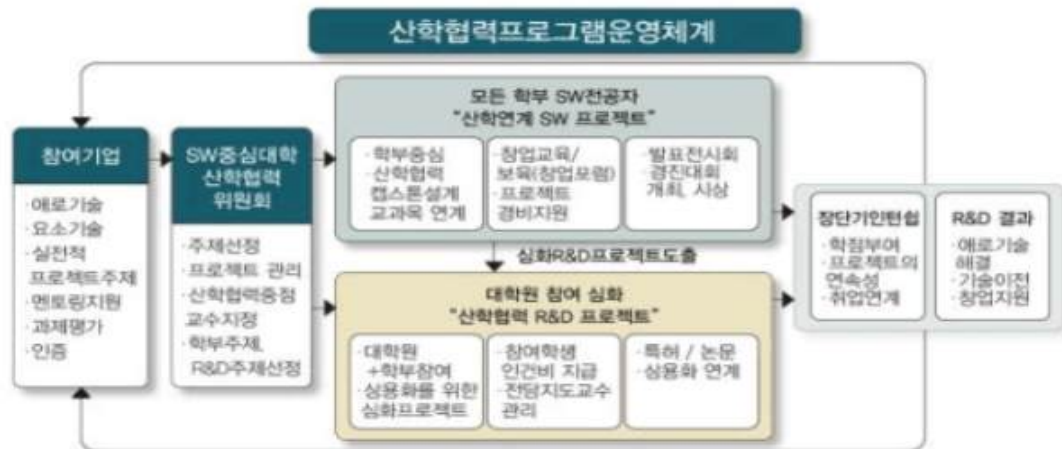 산학협력프로그램운영체계
참여기업
·애로기술
·요소기술
·실전적
프로젝트주제
·멘토링지원
·과제평가
·인증
SW중심대학
산학협력
위원회
·주제선정
·프로젝트 관리
·산학협력중점
교수지정
·학부주제,
R&D주제선정
모든 학부 SW전공자
"산학연계 SW 프로젝트"
·학부중심
·산학협력
캡스톤설계
교과목 연계
·창업교육/
보육(창업포럼)
·프로젝트
경비지원
·발표전시회
·경진대회
개최, 시상
심화R&D프로젝트도출
대학원 참여 심화
"산학협력 R&D 프로젝트"
·대학원
+학부참여
·상용화를 위한
심화프로젝트
·참여학생
인건비 지급
·전담지도교수
관리
·특허 / 논문
·상용화 연계
장단기인턴쉽
·학점부여
·프로젝트의
연속성
·취업연계
R&D 결과
·애로기술
해결
·기술이전
·창업지원